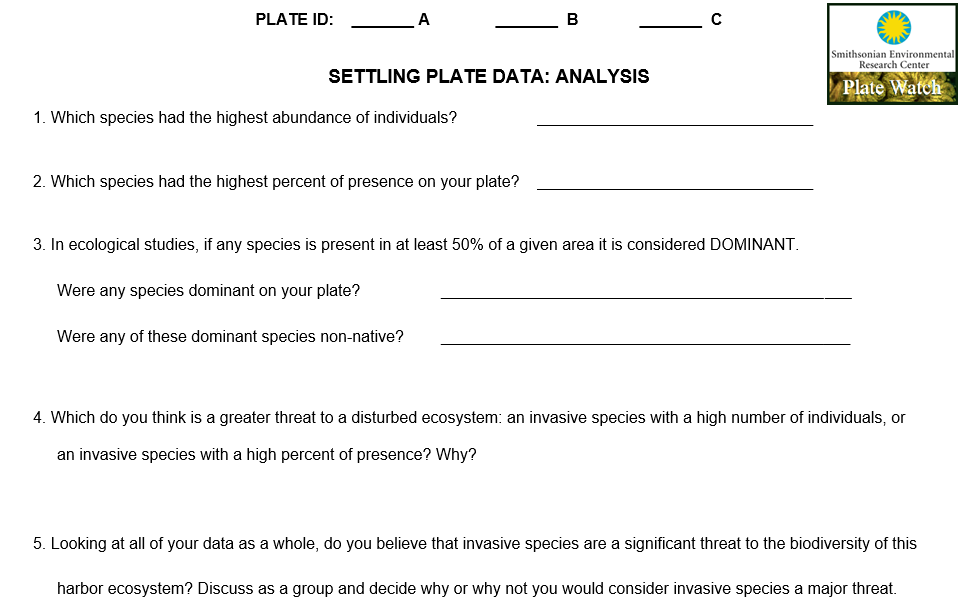 PLATE ID: _______ A _______ B _______ C
Smithsonian Environmental
Research Center
Plate Watch
SETTLING PLATE DATA: ANALYSIS
1. Which species had the highest abundance of individuals? _______________________________
2. Which species had the highest percent of presence on your plate? _______________________________
3. In ecological studies, if any species is present in at least 50% of a given area it is considered DOMINANT.
Were any species dominant on your plate? ______________________________________________
Were any of these dominant species non-native? ______________________________________________
4. Which do you think is a greater threat to a disturbed ecosystem: an invasive species with a high number of individuals, or
an invasive species with a high percent of presence? Why?
5. Looking at all of your data as a whole, do you believe that invasive species are a significant threat to the biodiversity of this
harbor ecosystem? Discuss as a group and decide why or why not you would consider invasive species a major threat.